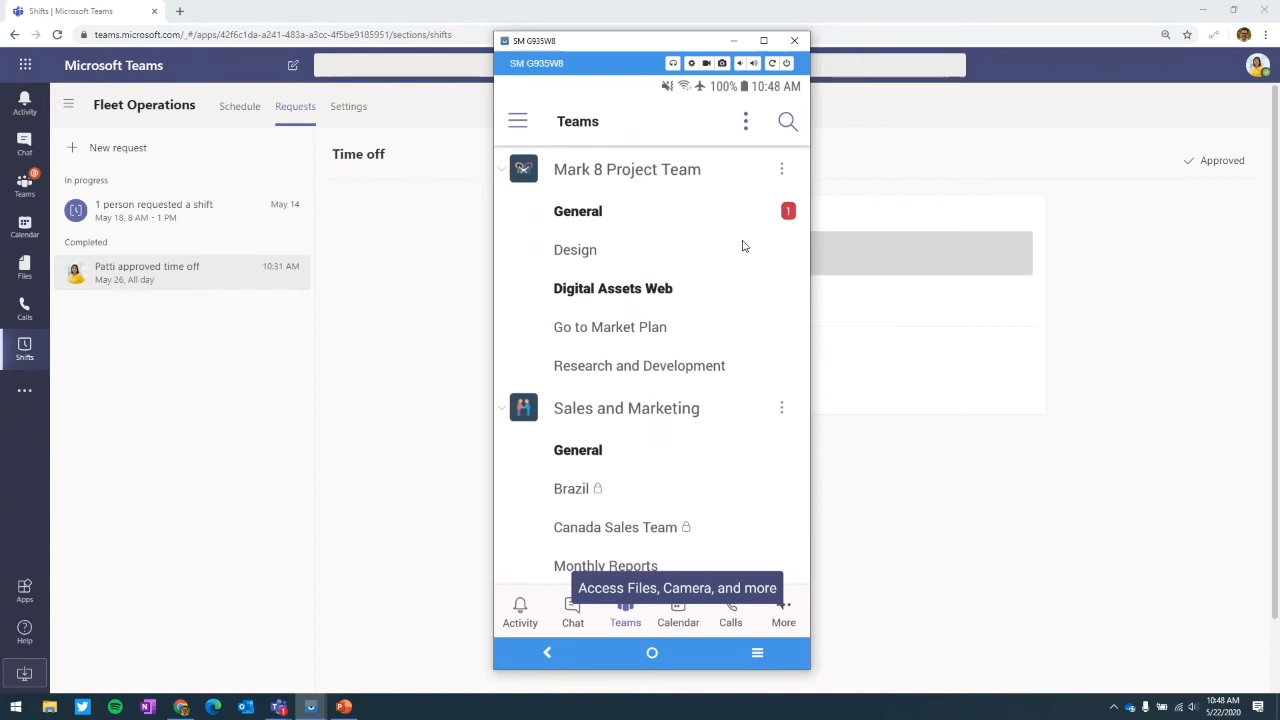 Shifts | Microsoft Teams
teams.microsoft.com/_#/apps/42f6c1da-a241-483a-a3cc-4f5be9185951/sections/shifts
Microsoft Teams
Activity
Chat
Teams
Calendar
Files
Calls
Shifts
Apps
Help
Fleet Operations
Schedule
Requests
Settings
New request
In progress
1 person requested a shift
May 14
May 18, 8 AM - 1 PM
Completed
Patti approved time off
10:31 AM
May 26, All day
Time off
Approved
SM G935W8
SM G935W8
100% 10:48 AM
Teams
Mark 8 Project Team
General
1
Design
Digital Assets Web
Go to Market Plan
Research and Development
Sales and Marketing
General
Brazil
Canada Sales Team
Monthly Reports
Access Files, Camera, and more
Activity
Chat
Teams
Calendar
Calls
More
10:48 AM
5/22/2020